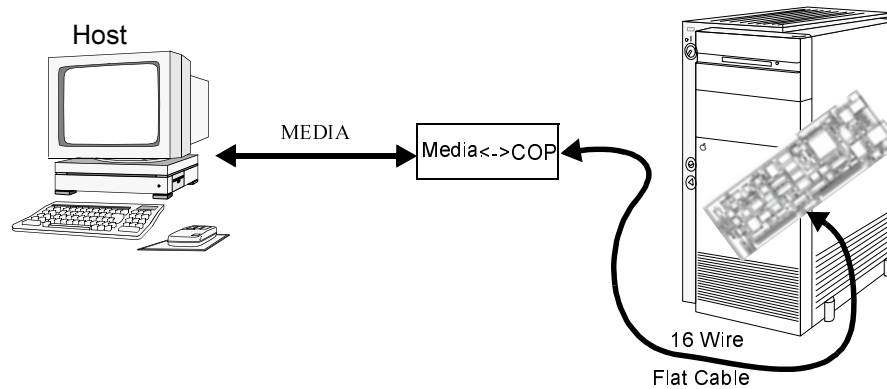 Host
MEDIA
Media<->COP
16 Wire
Flat Cable